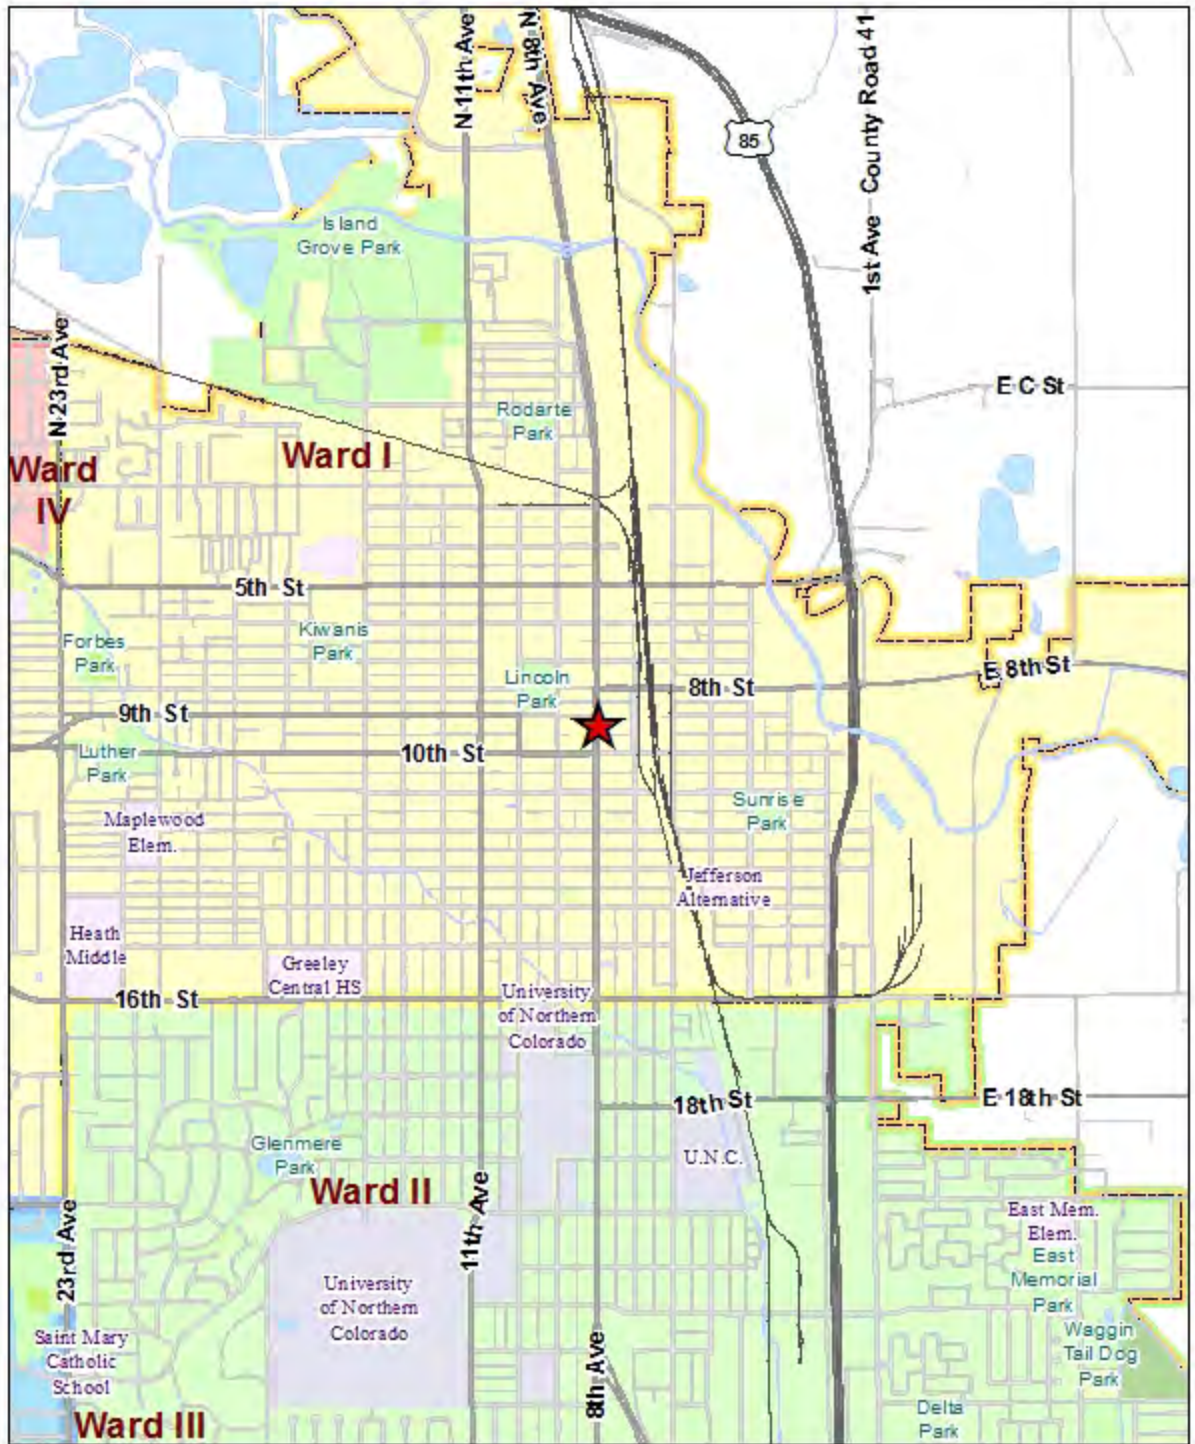 N 11th Ave
N 8th Ave
85
1st Ave
County Road 41
Island
Grove Park
N 23rd Ave
E C St
Rodarte
Park
Ward I
Ward
IV
5th St
Forbes
Park
Kiwanis
Park
Lincoln
Park
8th St
E 8th St
9th St
10th St
Luther
Park
Maplewood
Elem.
Sunrise
Park
Jefferson
Alternative
Heath
Middle
Greeley
Central HS
16th St
University
of Northern
Colorado
18th St
E 18th St
Glenmere
Park
U.N.C.
Ward II
11th Ave
23rd Ave
East Mem.
Elem.
East
Memorial
Park
University
of Northern
Colorado
Waggin
Tail Dog
Park
Saint Mary
Catholic
School
8th Ave
Delta
Park
Ward III